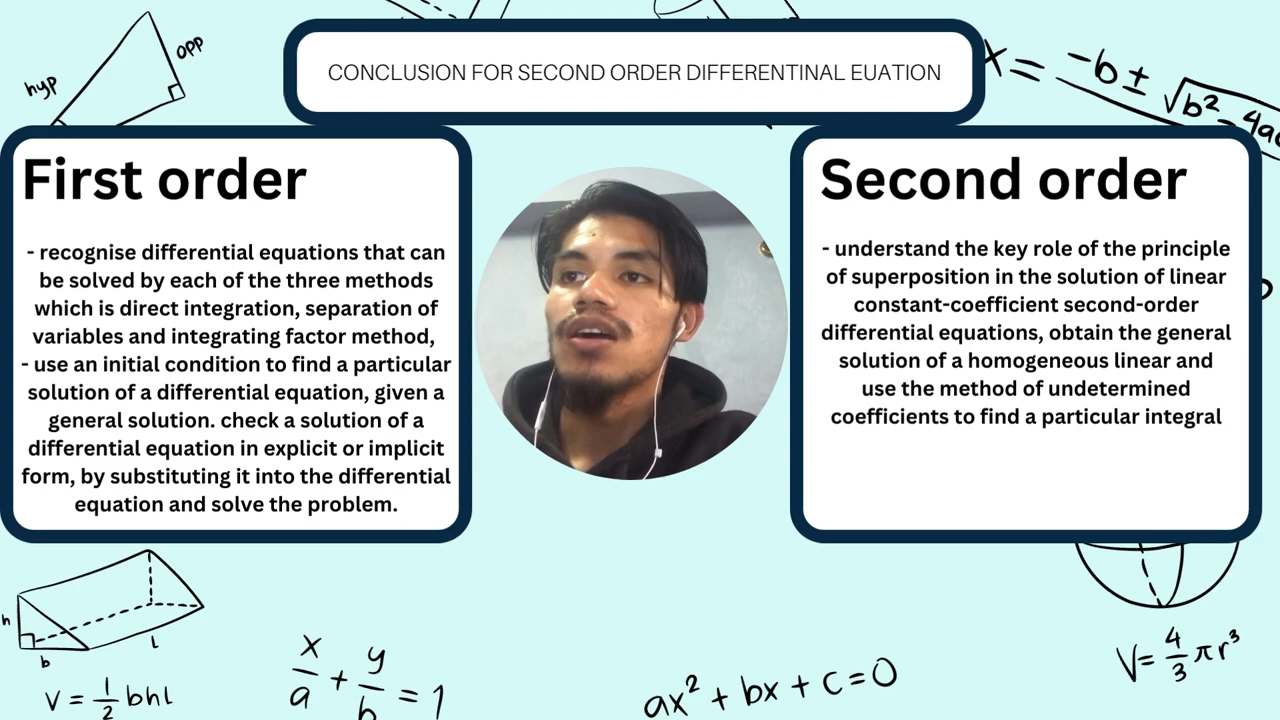 hyp
opp
CONCLUSION FOR SECOND ORDER DIFFERENTINAL EUATION
x = -b ± √b² - 4ac
First order
- recognise differential equations that can
be solved by each of the three methods
which is direct integration, separation of
variables and integrating factor method,
- use an initial condition to find a particular
solution of a differential equation, given a
general solution. check a solution of a
differential equation in explicit or implicit
form, by substituting it into the differential
equation and solve the problem.
Second order
- understand the key role of the principle
of superposition in the solution of linear
constant-coefficient second-order
differential equations, obtain the general
solution of a homogeneous linear and
use the method of undetermined
coefficients to find a particular integral
h
b
l
V = 1/2 bhl
x/a + y/b = 1
ax² + bx + c = 0
V = 4/3 πr³